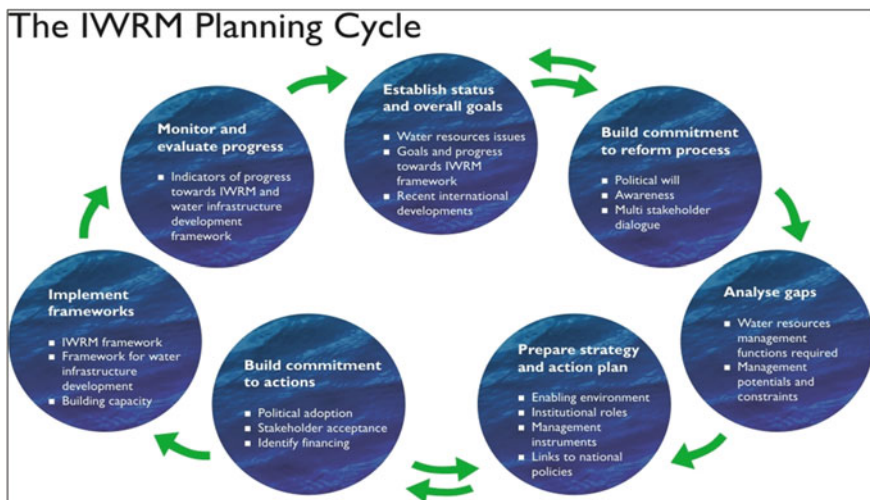 The IWRM Planning Cycle
Establish status
and overall goals
▪ Water resources issues
▪ Goals and progress
towards IWRM
framework
▪ Recent international
developments
Build commitment
to reform process
▪ Political will
▪ Awareness
▪ Multi stakeholder
dialogue
Analyse gaps
▪ Water resources
management
functions required
▪ Management
potentials and
constraints
Prepare strategy
and action plan
▪ Enabling environment
▪ Institutional roles
▪ Management
instruments
▪ Links to national
policies
Build commitment
to actions
▪ Political adoption
▪ Stakeholder acceptance
▪ Identify financing
Implement
frameworks
▪ IWRM framework
▪ Framework for water
infrastructure
development
▪ Building capacity
Monitor and
evaluate progress
▪ Indicators of progress
towards IWRM and
water infrastructure
development
framework